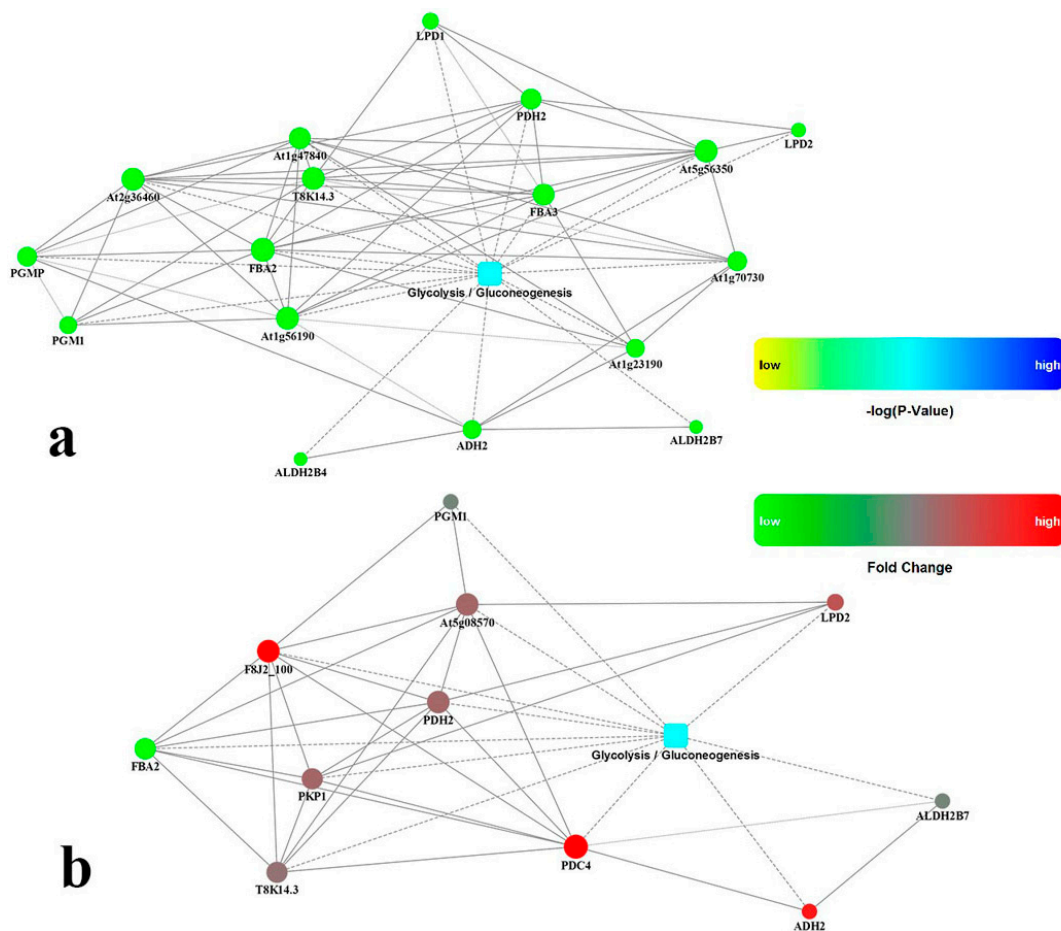 LPD1
PDH2
LPD2
At1g47840
At5g56350
T8K14.3
At2g36460
FBA3
FBA2
PGMP
At1g70730
Glycolysis / Gluconeogenesis
PGM1
At1g56190
At1g23190
low high
-log(P-Value)
a
ADH2
ALDH2B7
ALDH2B4
PGM1
low high
Fold Change
At5g08570
LPD2
F8J2_100
PDH2
Glycolysis / Gluconeogenesis
FBA2
PKP1
ALDH2B7
PDC4
b
T8K14.3
ADH2